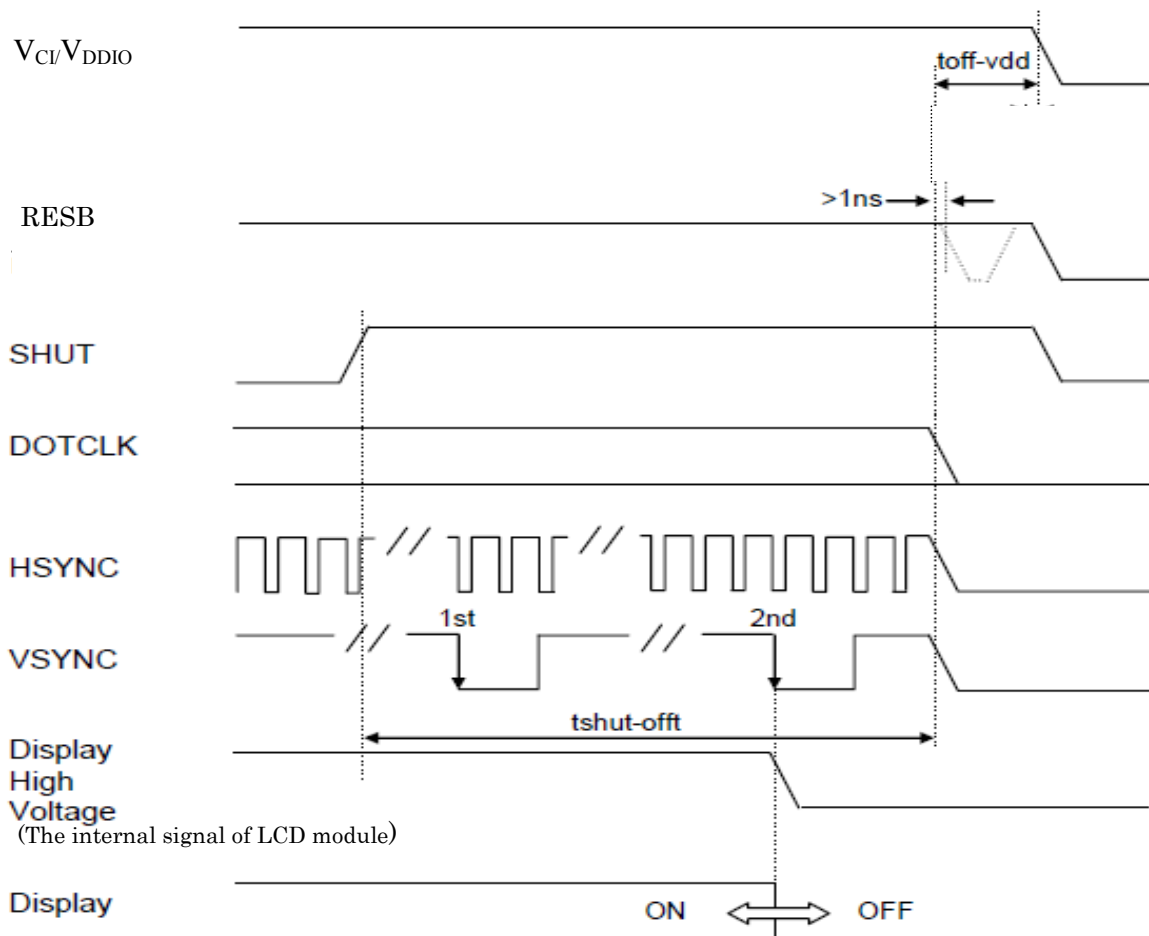 VCI/VDDIO
toff-vdd
>1ns
RESB
SHUT
DOTCLK
HSYNC
1st
2nd
VSYNC
tshut-offt
Display
High
Voltage
(The internal signal of LCD module)
Display
ON
OFF